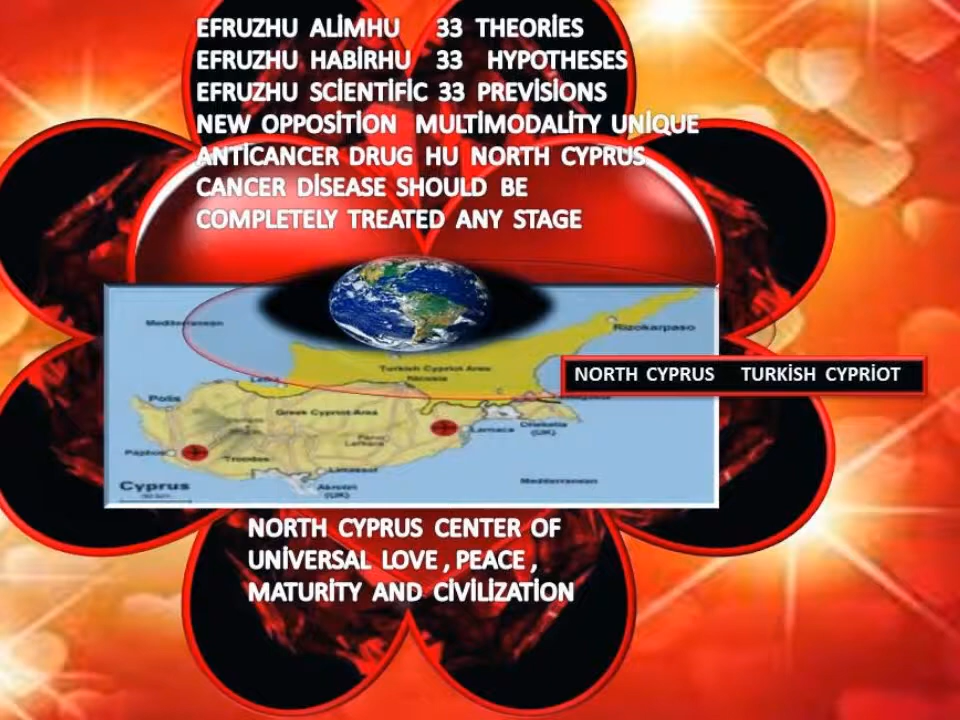 EFRUZHU ALİMHU 33 THEORİES
EFRUZHU HABİRHU 33 HYPOTHESES
EFRUZHU SCİENTİFİC 33 PREVİSİONS
NEW OPPOSİTİON MULTİMODALİTY UNİQUE
ANTİCANCER DRUG HU NORTH CYPRUS
CANCER DİSEASE SHOULD BE
COMPLETELY TREATED ANY STAGE
Mediterranean
Rizokarpaso
Turkish Cypriot Area
Nicosia
NORTH CYPRUS TURKİSH CYPRİOT
Polis
Greek Cypriot Area
Larnaca
Dhekelia
(UK)
Paphos
Troodos
Limassol
Akrotiri
(UK)
Mediterranean
Cyprus
NORTH CYPRUS CENTER OF
UNİVERSAL LOVE , PEACE ,
MATURİTY AND CİVİLİZATİON